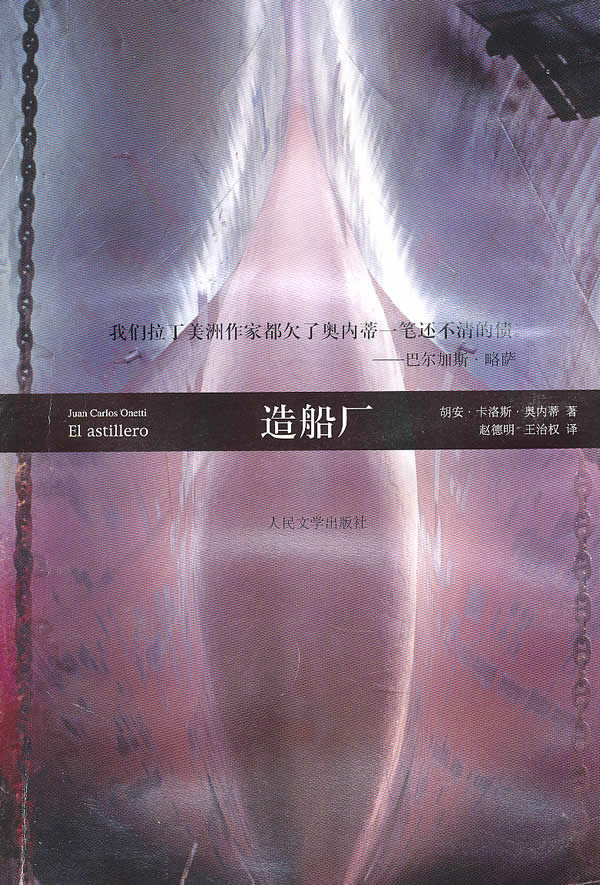 我们拉丁美洲作家都欠了奥内蒂一笔还不清的债。
——巴尔加斯·略萨
Juan Carlos Onetti
El astillero
造船厂
胡安·卡洛斯·奥内蒂 著
赵德明 王治权 译
人民文学出版社